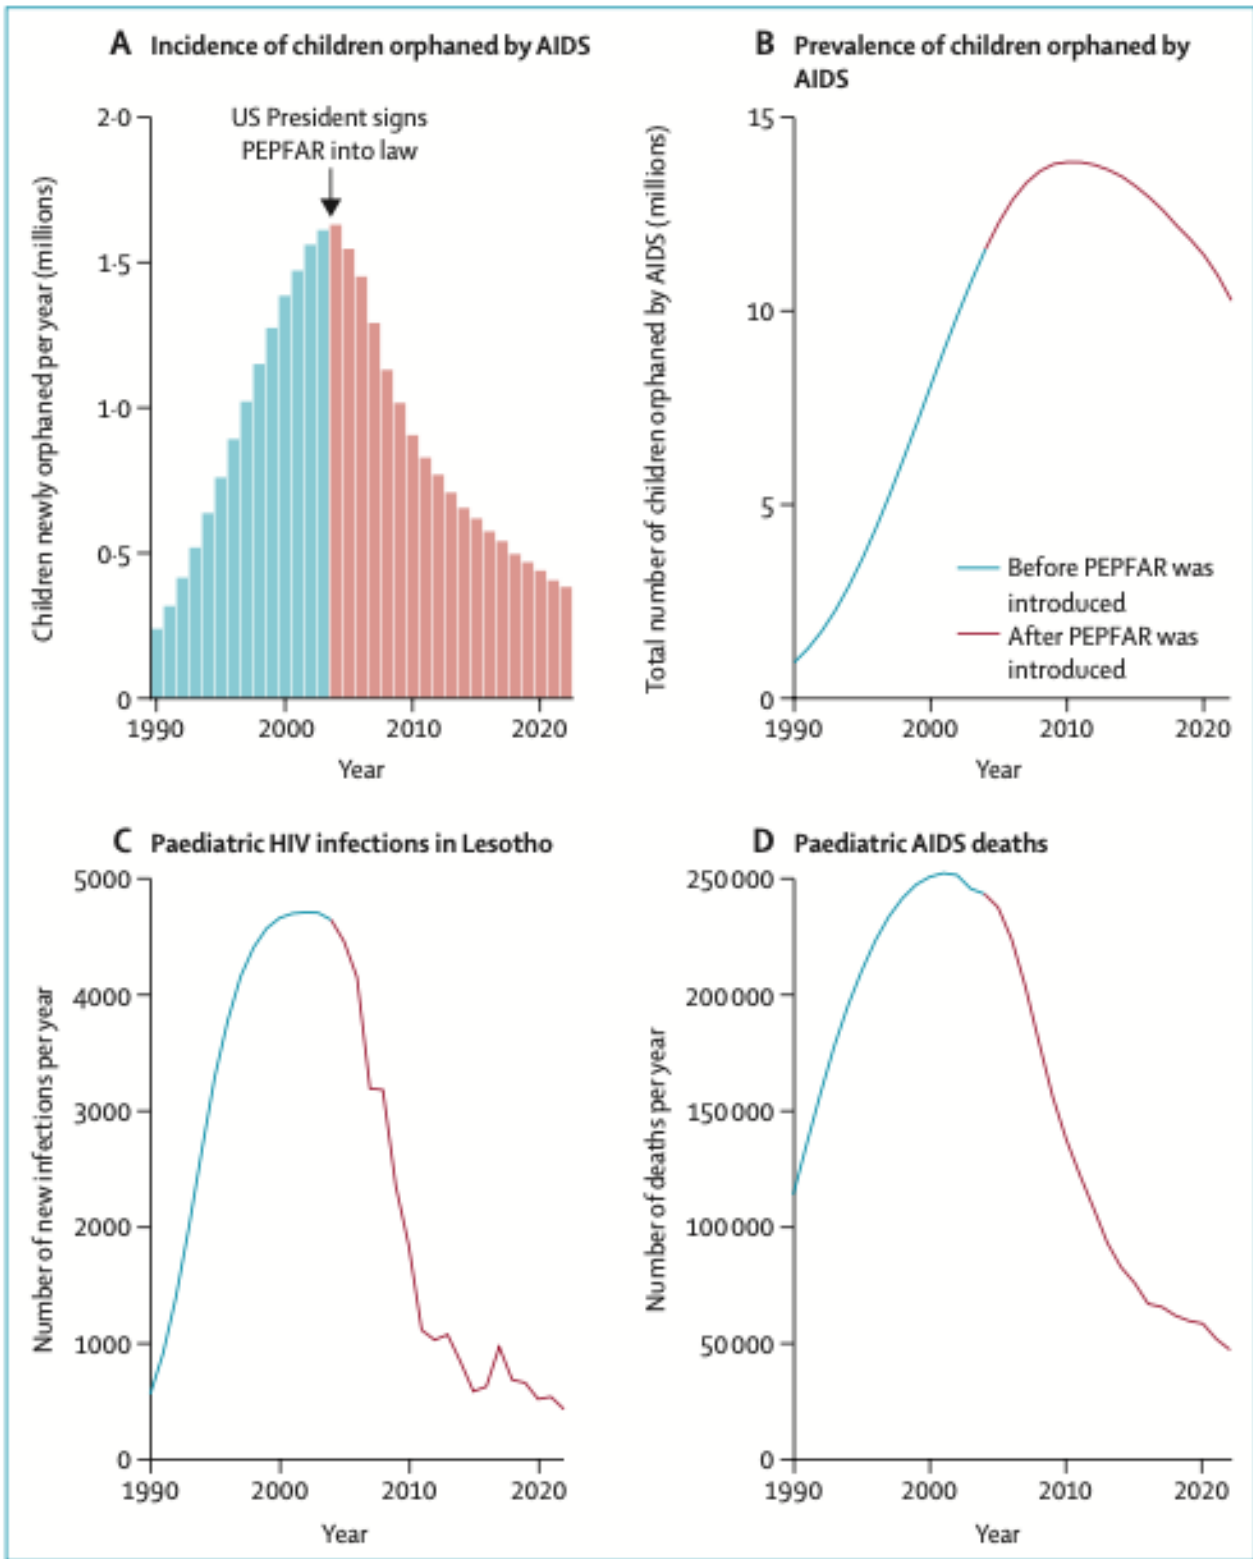 A Incidence of children orphaned by AIDS
US President signs
PEPFAR into law
Children newly orphaned per year (millions)
2·0
1·5
1·0
0·5
0
1990 2000 2010 2020
Year
B Prevalence of children orphaned by
AIDS
Total number of children orphaned by AIDS (millions)
15
10
5
0
Before PEPFAR was
introduced
After PEPFAR was
introduced
1990 2000 2010 2020
Year
C Paediatric HIV infections in Lesotho
Number of new infections per year
5000
4000
3000
2000
1000
0
1990 2000 2010 2020
Year
D Paediatric AIDS deaths
Number of deaths per year
250 000
200 000
150 000
100 000
50 000
0
1990 2000 2010 2020
Year